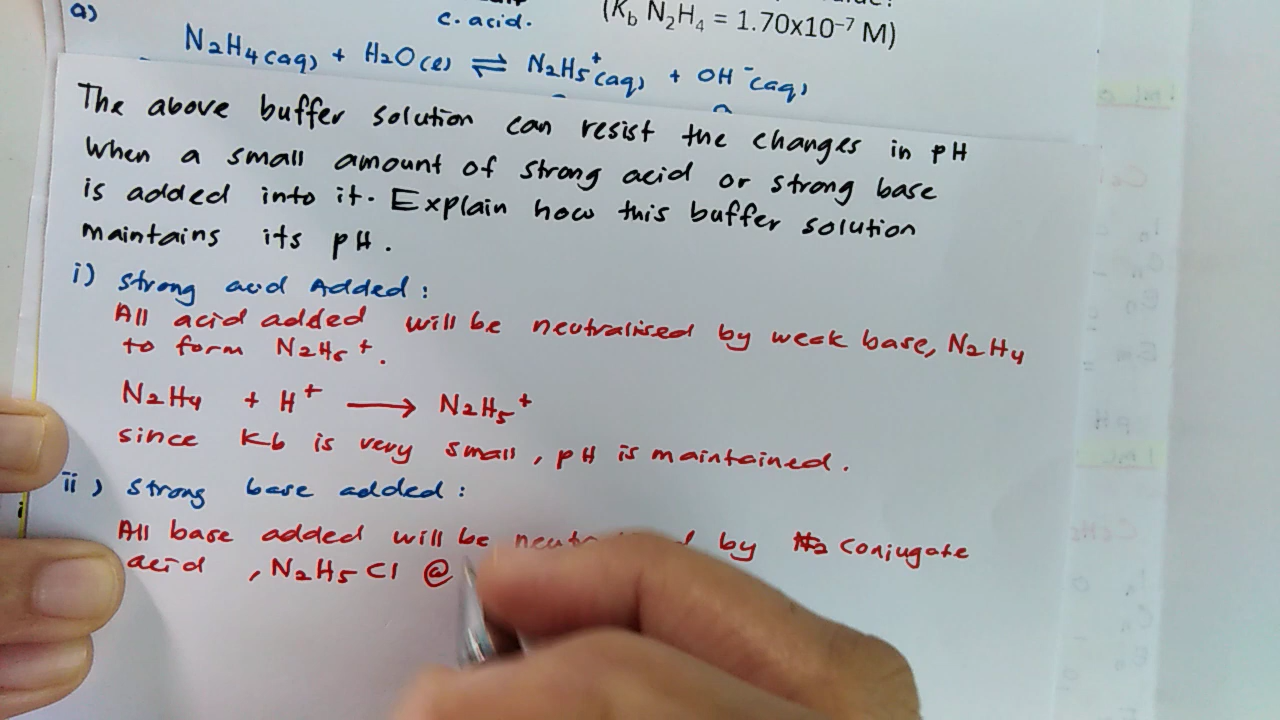 a)
c. acid.
(Kb N2H4 = 1.70x10⁻⁷ M)
N2H4(aq) + H2O(l) ⇌ N2H5⁺(aq) + OH⁻(aq)
The above buffer solution can resist the changes in pH
when a small amount of strong acid or strong base
is added into it. Explain how this buffer solution
maintains its pH.
i) strong acid Added :
All acid added will be neutralised by weak base, N2H4
to form N2H5⁺.
N2H4 + H⁺ ⟶ N2H5⁺
since Kb is very small, pH is maintained.
ii) strong base added :
All base added will be by conjugate
acid , N2H5Cl @